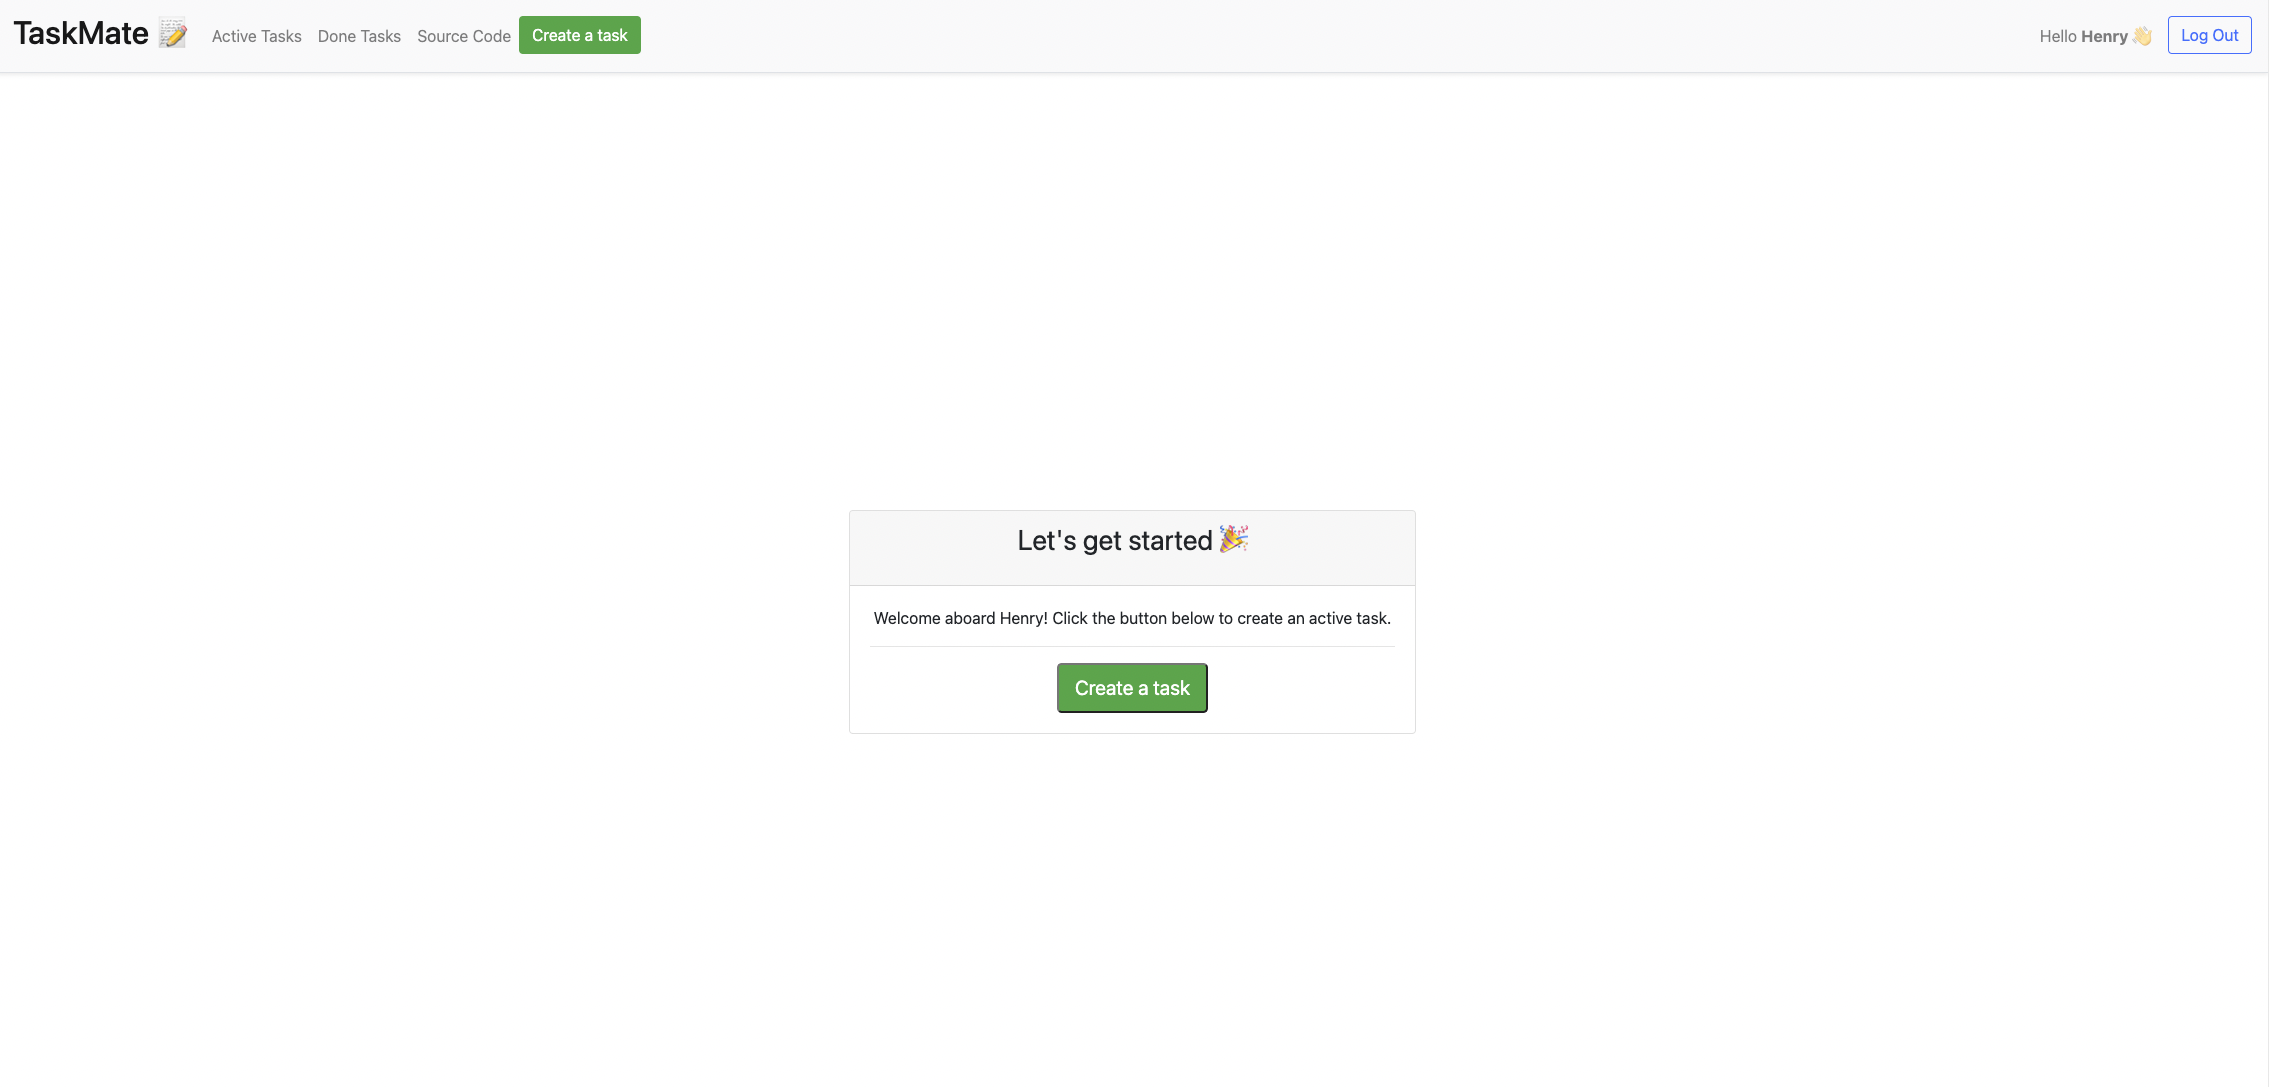 TaskMate 📝 Active Tasks Done Tasks Source Code Create a task Hello Henry 👋 Log Out
Let's get started 🎉
Welcome aboard Henry! Click the button below to create an active task.
Create a task